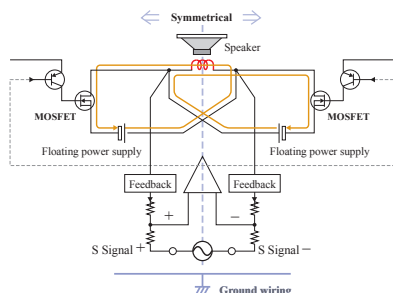 Symmetrical
Speaker
MOSFET
MOSFET
Floating power supply
Floating power supply
Feedback
Feedback
+
−
S Signal +
S Signal −
Ground wiring